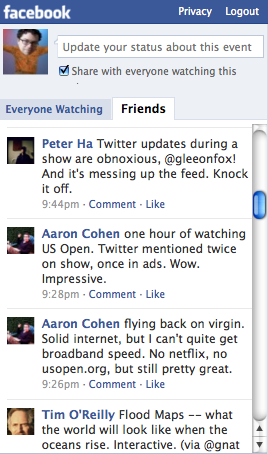 facebook
Privacy Logout
Update your status about this event
Share with everyone watching this
Everyone Watching
Friends
Peter Ha Twitter updates during a
show are obnoxious, @gleeonfox!
And it's messing up the feed. Knock
it off.
9:44pm · Comment · Like
Aaron Cohen one hour of watching
US Open. Twitter mentioned twice
on show, once in ads. Wow.
Impressive.
9:28pm · Comment · Like
Aaron Cohen flying back on virgin.
Solid internet, but I can't quite get
broadband speed. No netflix, no
usopen.org, but still pretty great.
9:26pm · Comment · Like
Tim O'Reilly Flood Maps -- what
the world will look like when the
oceans rise. Interactive. (via @gnat